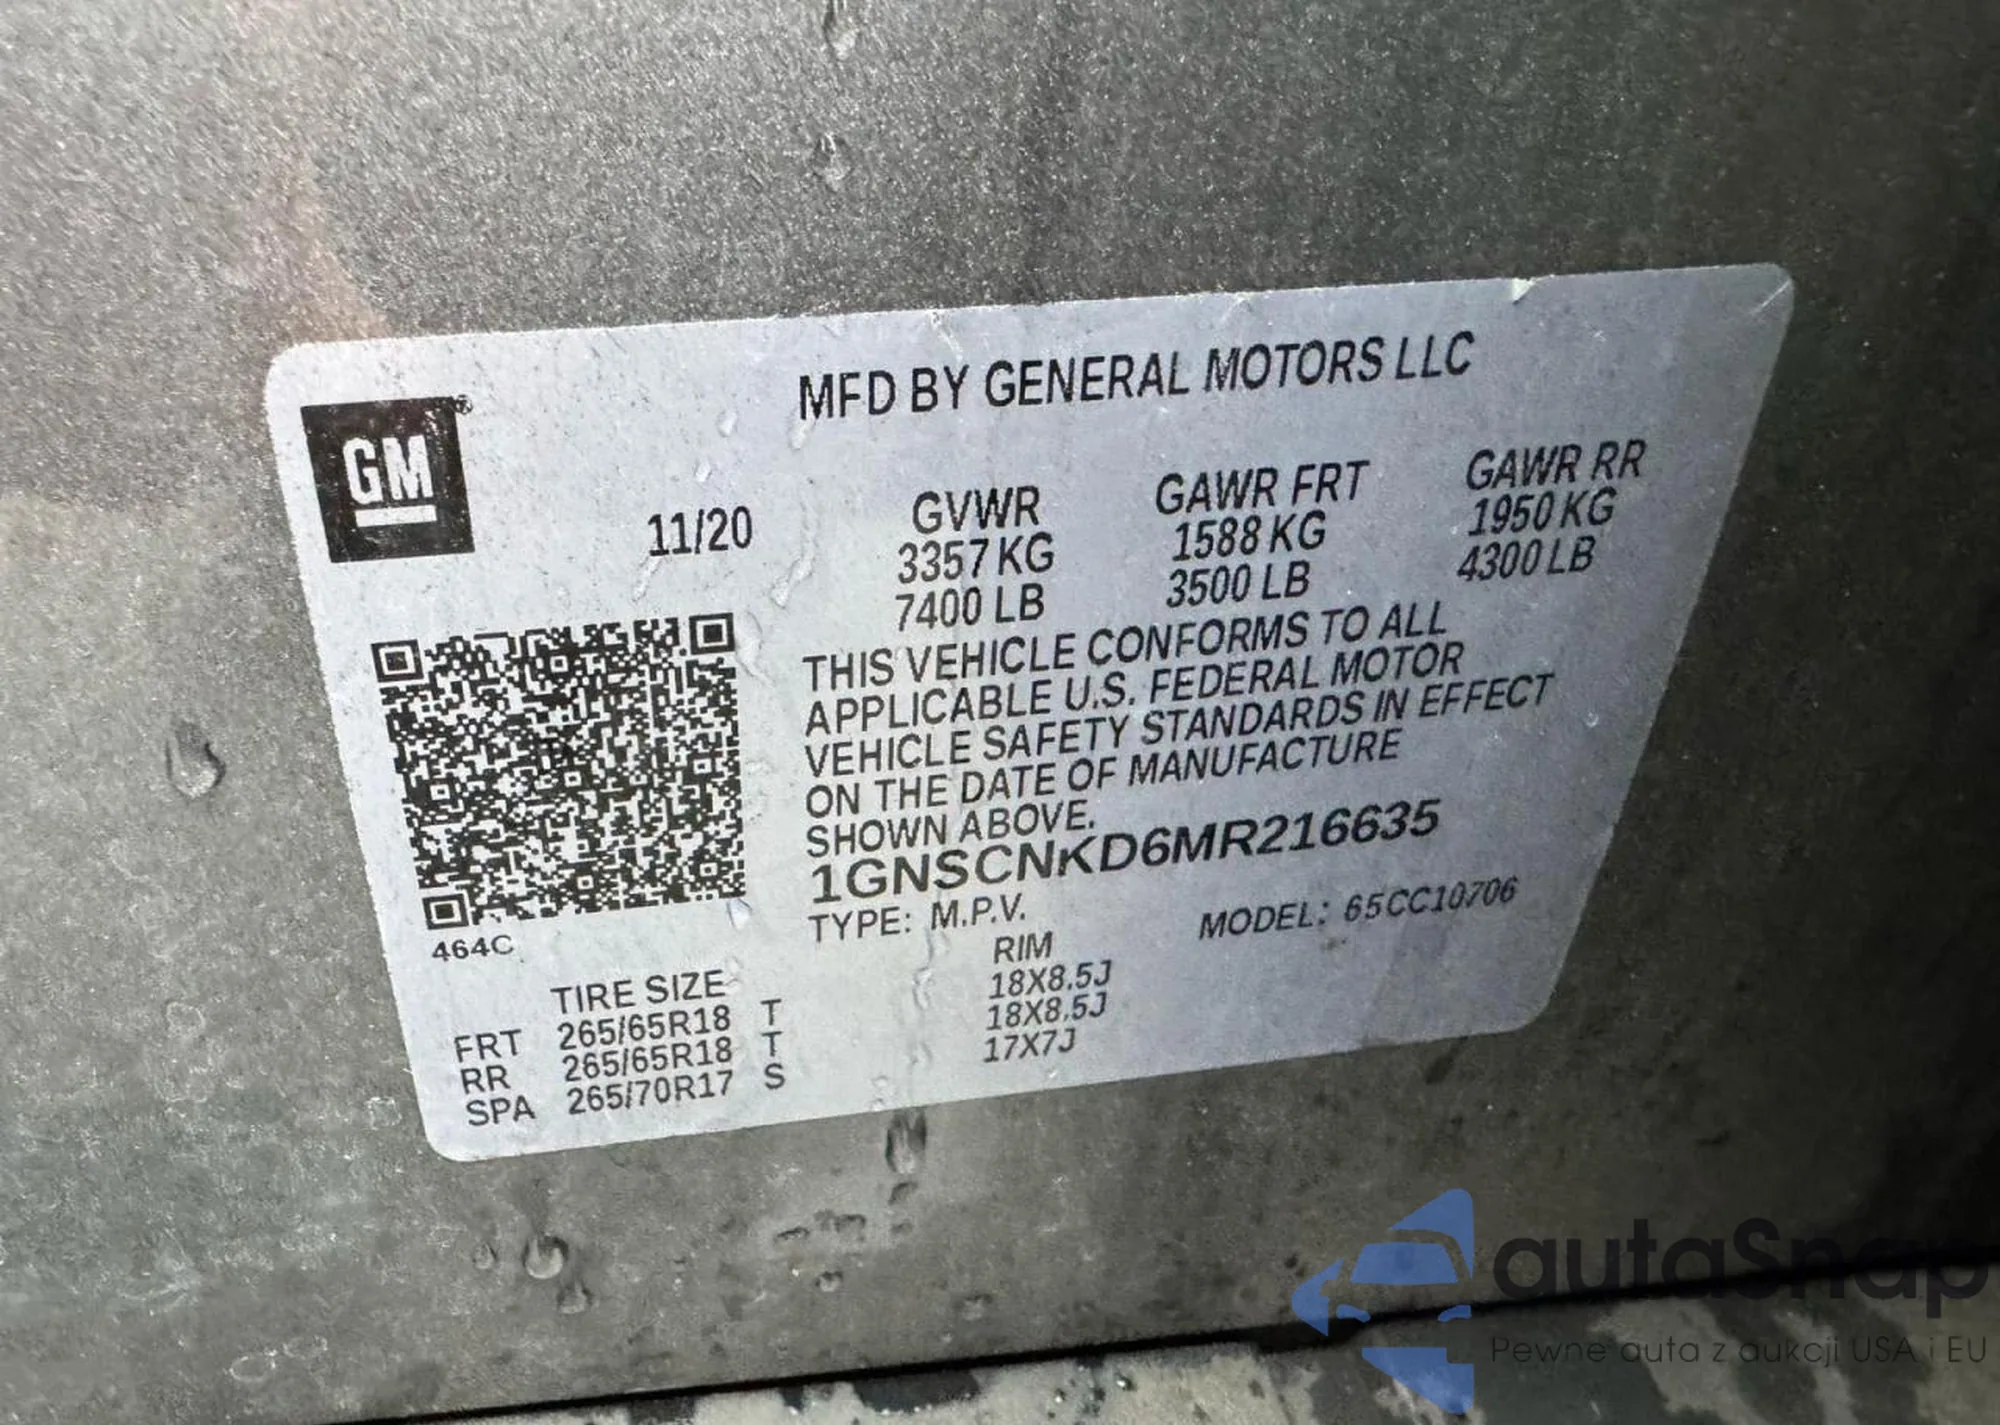 MFD BY GENERAL MOTORS LLC
GM®
11/20
GVWR GAWR FRT GAWR RR
3357 KG 1588 KG 1950 KG
7400 LB 3500 LB 4300 LB
THIS VEHICLE CONFORMS TO ALL
APPLICABLE U.S. FEDERAL MOTOR
VEHICLE SAFETY STANDARDS IN EFFECT
ON THE DATE OF MANUFACTURE
SHOWN ABOVE.
1GNSCNKD6MR216635
TYPE: M.P.V. MODEL: 65CC10706
464C
TIRE SIZE RIM
FRT 265/65R18 T 18X8.5J
RR 265/65R18 T 18X8.5J
SPA 265/70R17 S 17X7J
autaSnap
Pewne auta z aukcji USA i EU